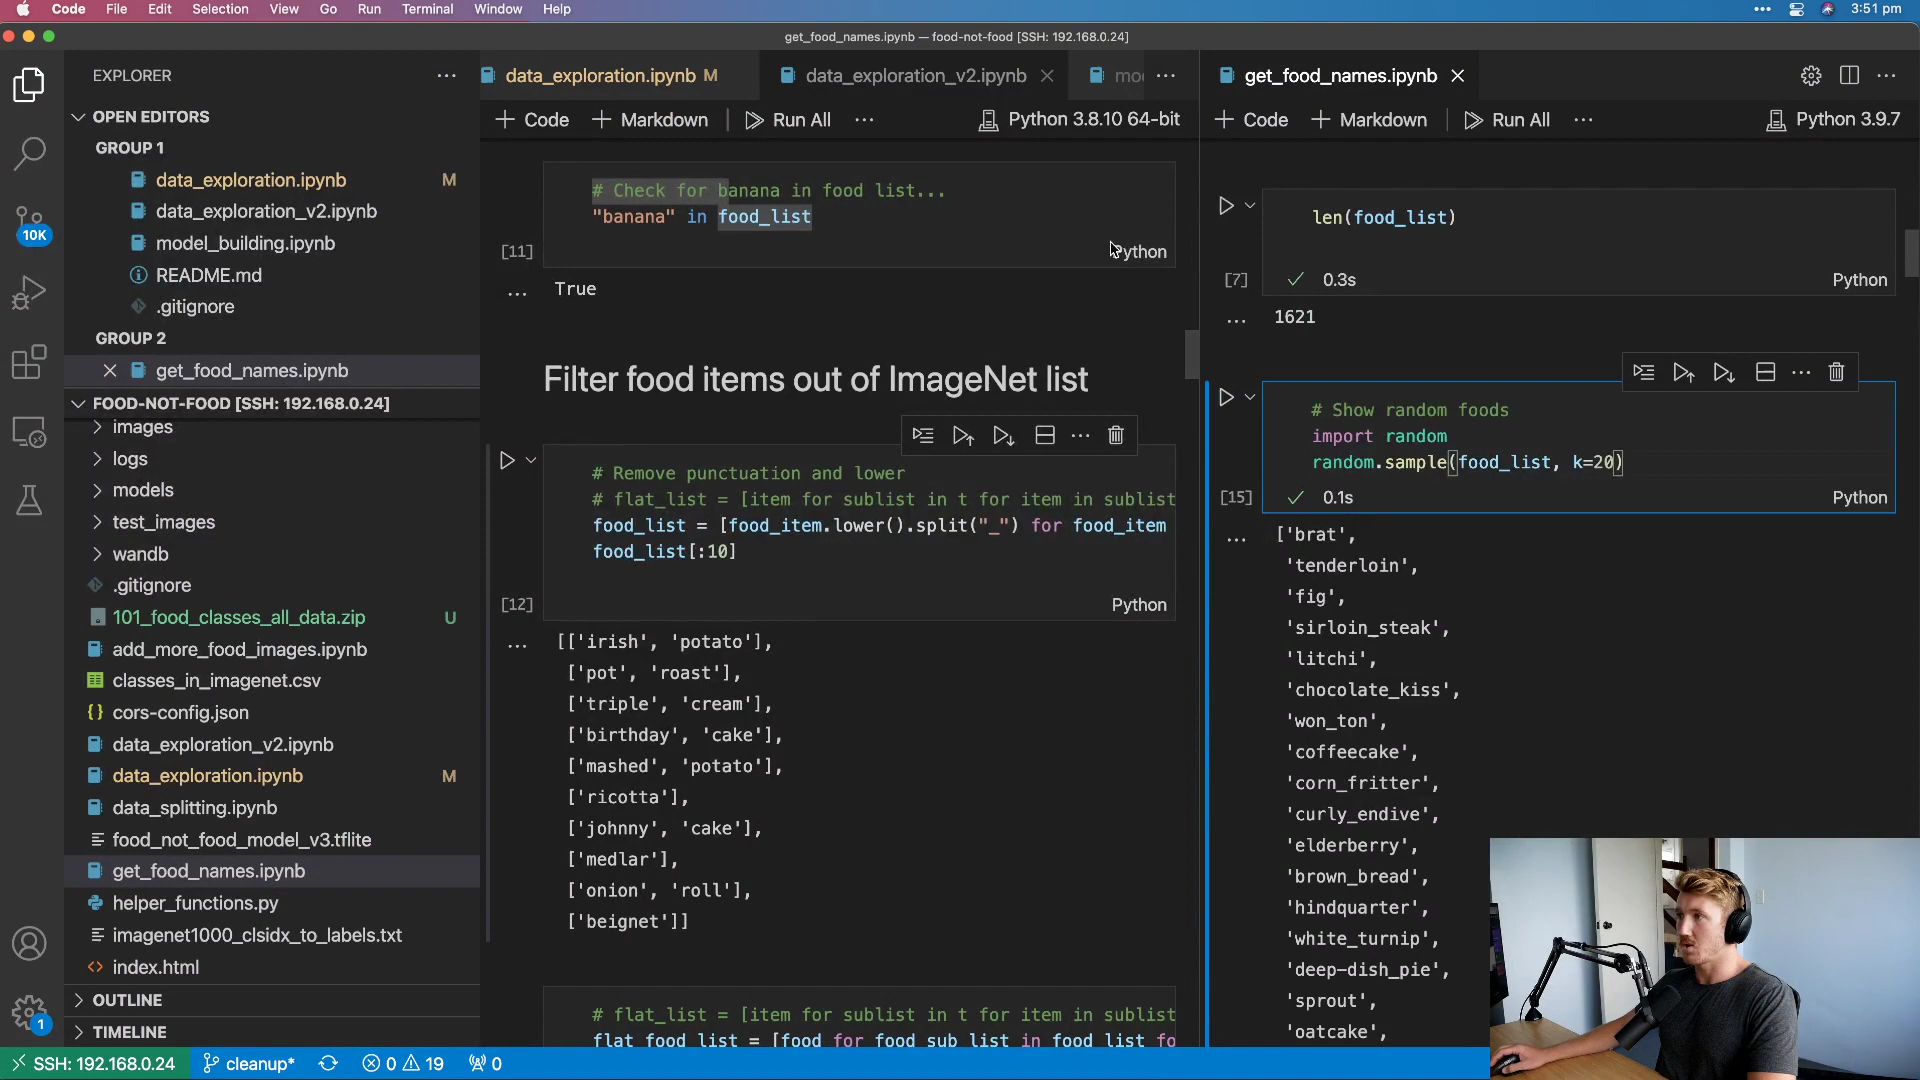 Code File Edit Selection View Go Run Terminal Window Help 3:51 pm
get_food_names.ipynb — food-not-food [SSH: 192.168.0.24]
EXPLORER
OPEN EDITORS
GROUP 1
data_exploration.ipynb M
data_exploration_v2.ipynb
model_building.ipynb
README.md
.gitignore
10K
GROUP 2
get_food_names.ipynb
FOOD-NOT-FOOD [SSH: 192.168.0.24]
images
logs
models
test_images
wandb
.gitignore
101_food_classes_all_data.zip U
add_more_food_images.ipynb
classes_in_imagenet.csv
cors-config.json
data_exploration_v2.ipynb
data_exploration.ipynb M
data_splitting.ipynb
food_not_food_model_v3.tflite
get_food_names.ipynb
helper_functions.py
imagenet1000_clsidx_to_labels.txt
index.html
OUTLINE
TIMELINE
1
data_exploration.ipynb M data_exploration_v2.ipynb mo
+ Code + Markdown Run All ... Python 3.8.10 64-bit
# Check for banana in food list...
"banana" in food_list
[11] Python
True
Filter food items out of ImageNet list
# Remove punctuation and lower
# flat_list = [item for sublist in t for item in sublist
food_list = [food_item.lower().split("_") for food_item
food_list[:10]
[12] Python
[['irish', 'potato'],
['pot', 'roast'],
['triple', 'cream'],
['birthday', 'cake'],
['mashed', 'potato'],
['ricotta'],
['johnny', 'cake'],
['medlar'],
['onion', 'roll'],
['beignet']]
# flat_list = [item for sublist in t for item in sublist
flat_food_list = [food for food_sub_list in food_list fo
get_food_names.ipynb
+ Code + Markdown Run All ... Python 3.9.7
len(food_list)
[7] 0.3s Python
1621
# Show random foods
import random
random.sample(food_list, k=20)
[15] 0.1s Python
['brat',
'tenderloin',
'fig',
'sirloin_steak',
'litchi',
'chocolate_kiss',
'won_ton',
'coffeecake',
'corn_fritter',
'curly_endive',
'elderberry',
'brown_bread',
'hindquarter',
'white_turnip',
'deep-dish_pie',
'sprout',
'oatcake',
SSH: 192.168.0.24 cleanup* 0 19 0